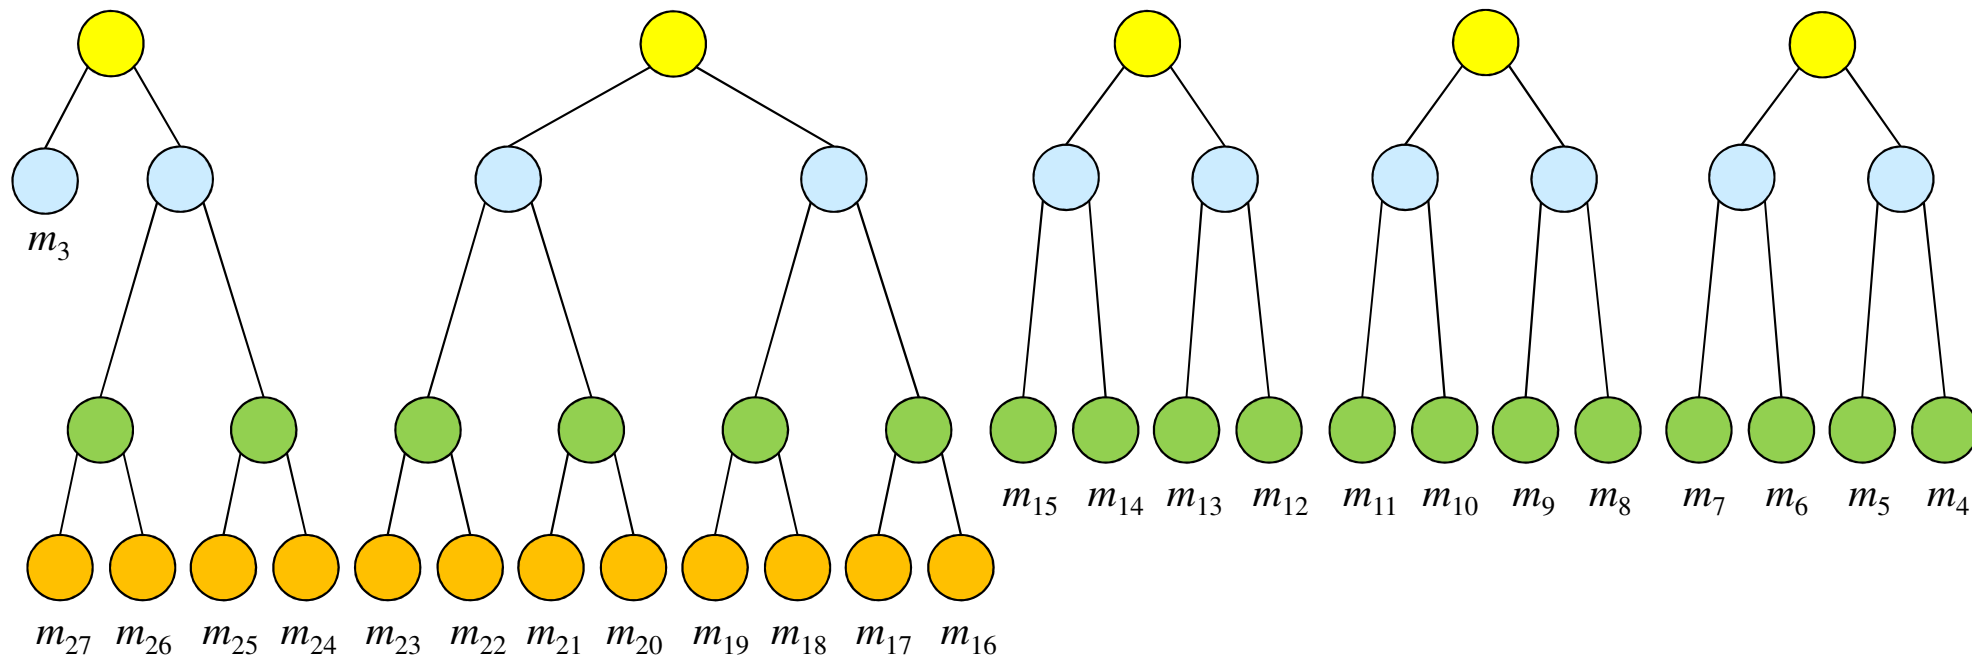 m₃
m₁₅ m₁₄ m₁₃ m₁₂ m₁₁ m₁₀ m₉ m₈ m₇ m₆ m₅ m₄
m₂₇ m₂₆ m₂₅ m₂₄ m₂₃ m₂₂ m₂₁ m₂₀ m₁₉ m₁₈ m₁₇ m₁₆